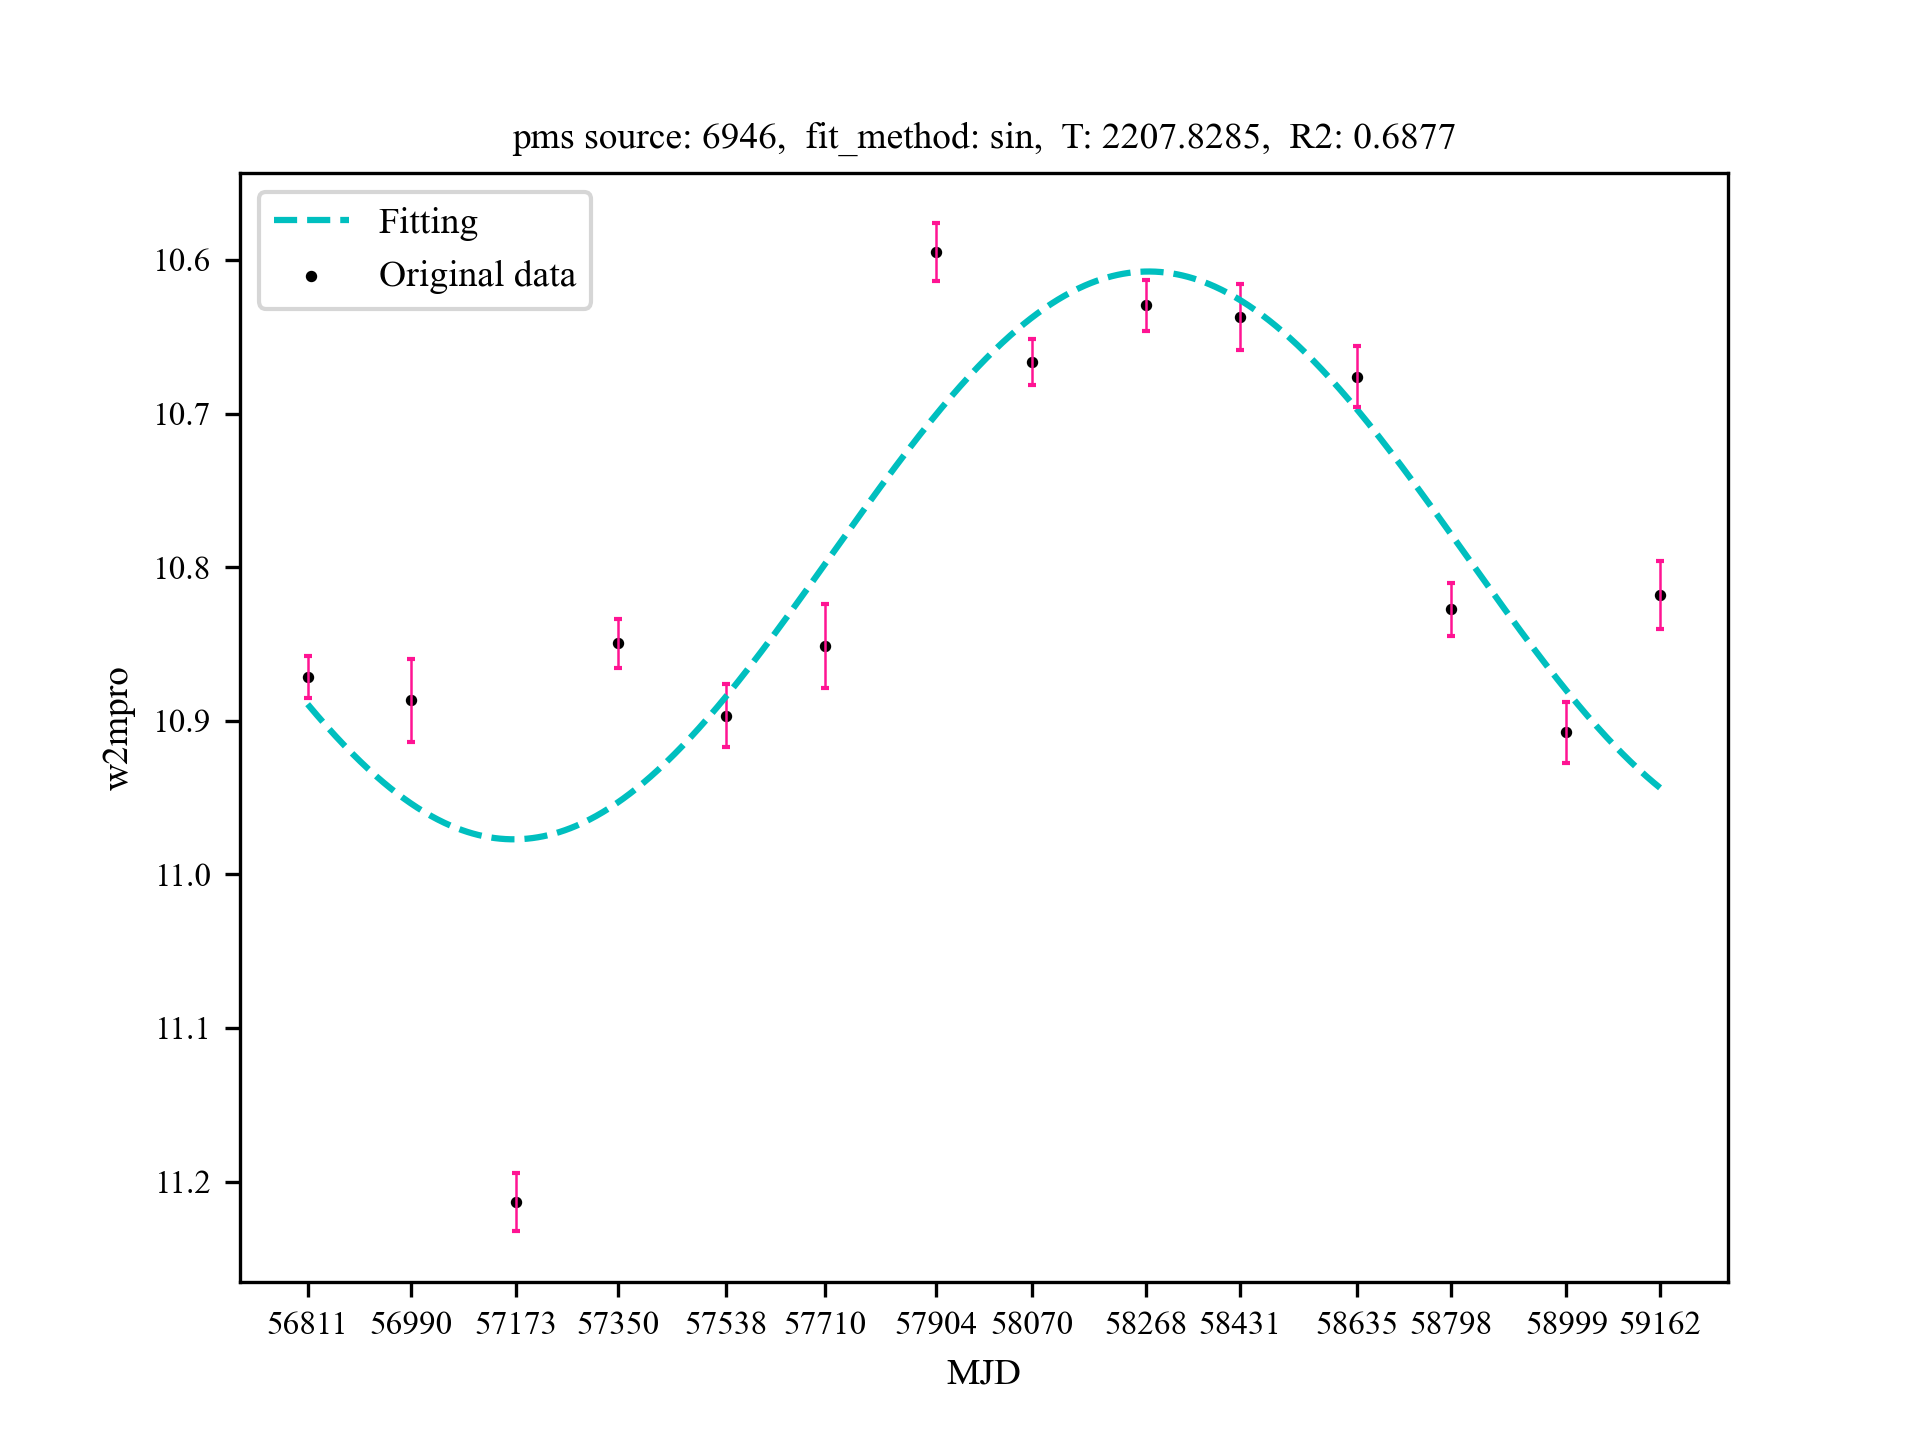 pms source: 6946,  fit_method: sin,  T: 2207.8285,  R2: 0.6877
Fitting
Original data
10.6
10.7
10.8
10.9
11.0
11.1
11.2
w2mpro
56811 56990 57173 57350 57538 57710 57904 58070 58268 58431 58635 58798 58999 59162
MJD